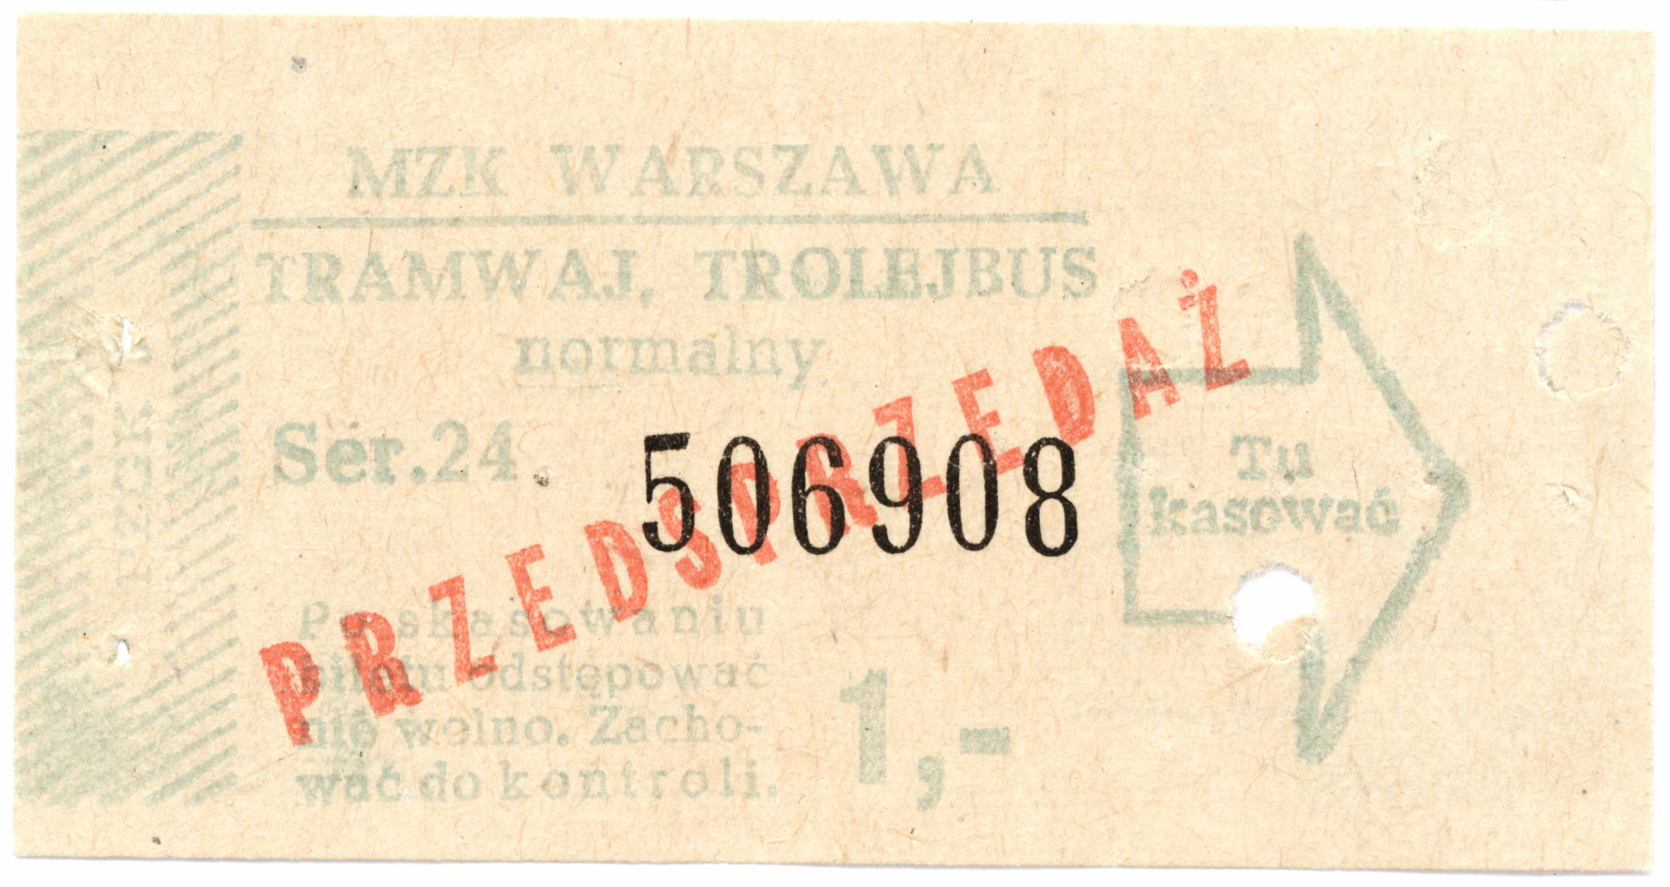 MZK WARSZAWA
TRAMWAJ, TROLEJBUS
normalny
Ser.24
506908
PRZEDSPRZEDAŻ
Po skasowaniu
biletu odstępować
nie wolno. Zacho-
wać do kontroli.
1,-
Tu
kasować
PZGK